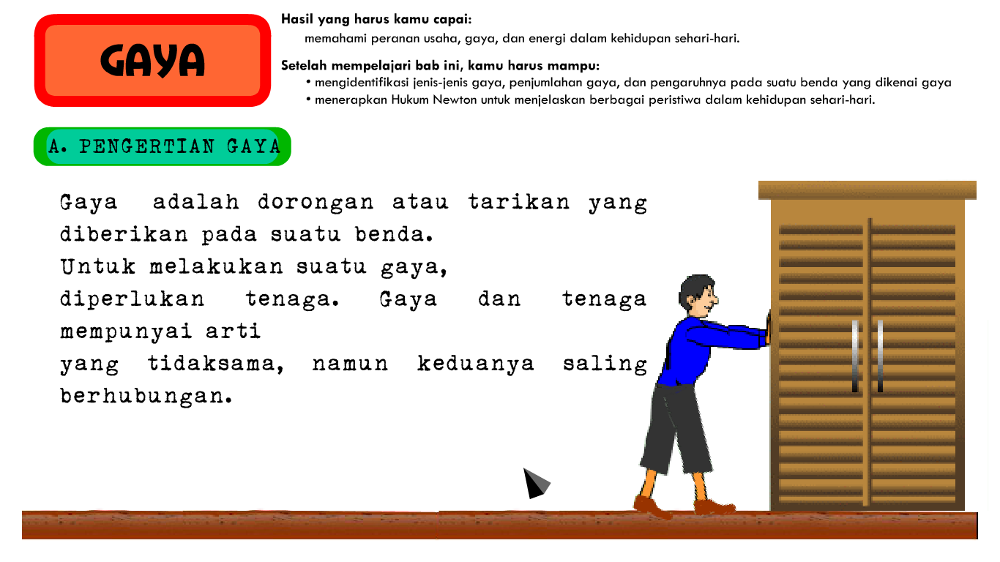 GAYA
Hasil yang harus kamu capai:
memahami peranan usaha, gaya, dan energi dalam kehidupan sehari-hari.
Setelah mempelajari bab ini, kamu harus mampu:
• mengidentifikasi jenis-jenis gaya, penjumlahan gaya, dan pengaruhnya pada suatu benda yang dikenai gaya
• menerapkan Hukum Newton untuk menjelaskan berbagai peristiwa dalam kehidupan sehari-hari.
A. PENGERTIAN GAYA
Gaya adalah dorongan atau tarikan yang
diberikan pada suatu benda.
Untuk melakukan suatu gaya,
diperlukan tenaga. Gaya dan tenaga
mempunyai arti
yang tidaksama, namun keduanya saling
berhubungan.